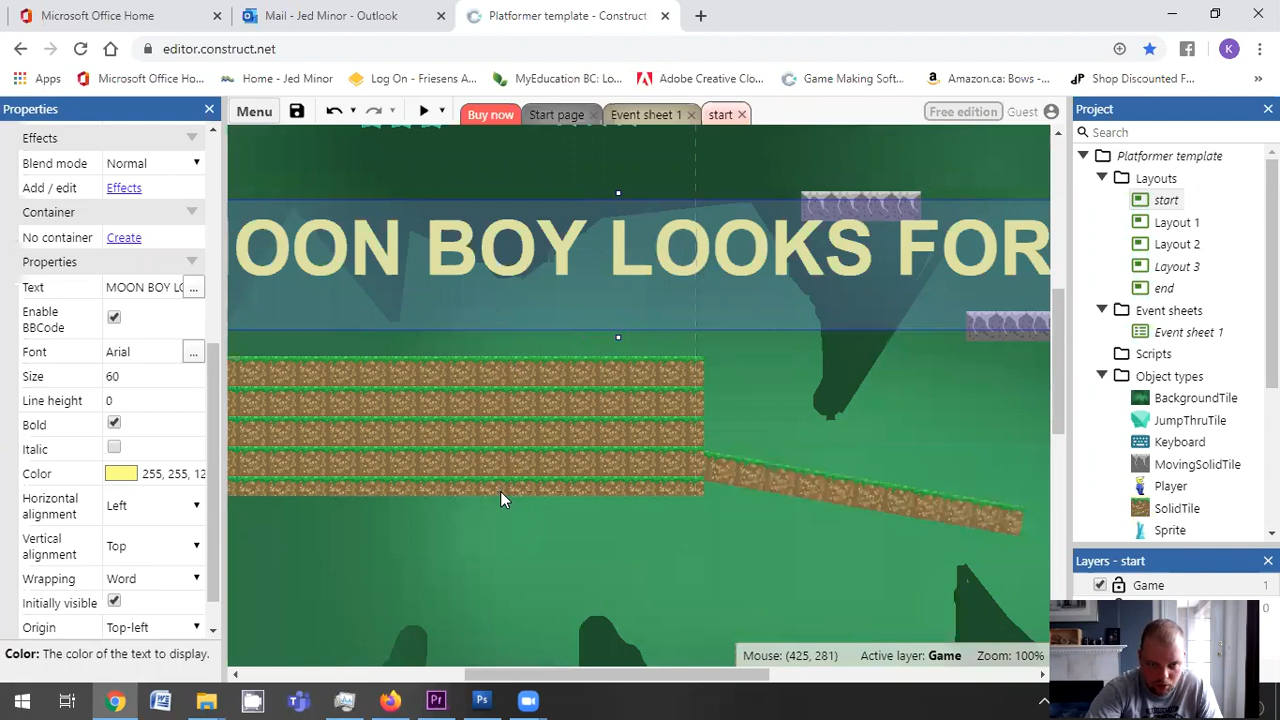 Microsoft Office Home
Mail - Jed Minor - Outlook
Platformer template - Construct
editor.construct.net
K
Apps
Microsoft Office Ho...
Home - Jed Minor
Log On - Friesens A...
MyEducation BC: Lo...
Adobe Creative Clo...
Game Making Soft...
Amazon.ca: Bows -...
Shop Discounted F...
»
Properties
Menu
Buy now
Start page
Event sheet 1
start
Free edition
Guest
Project
Effects
Blend mode
Normal
Add / edit
Effects
Container
No container
Create
Properties
Text
MOON BOY LO
...
Enable BBCode
Font
Arial
...
Size
60
Line height
0
Bold
Italic
Color
255, 255, 12
Horizontal alignment
Left
Vertical alignment
Top
Wrapping
Word
Initially visible
Origin
Top-left
Color: The color of the text to display.
OON BOY LOOKS FOR
Mouse: (425, 281)
Active layer: Game
Zoom: 100%
Search
Platformer template
Layouts
start
Layout 1
Layout 2
Layout 3
end
Event sheets
Event sheet 1
Scripts
Object types
BackgroundTile
JumpThruTile
Keyboard
MovingSolidTile
Player
SolidTile
Sprite
Layers - start
Game
1
0
W
Pr
Ps